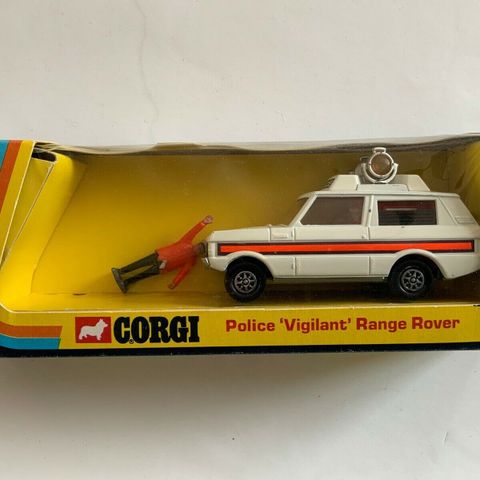 CORGI
Police 'Vigilant' Range Rover